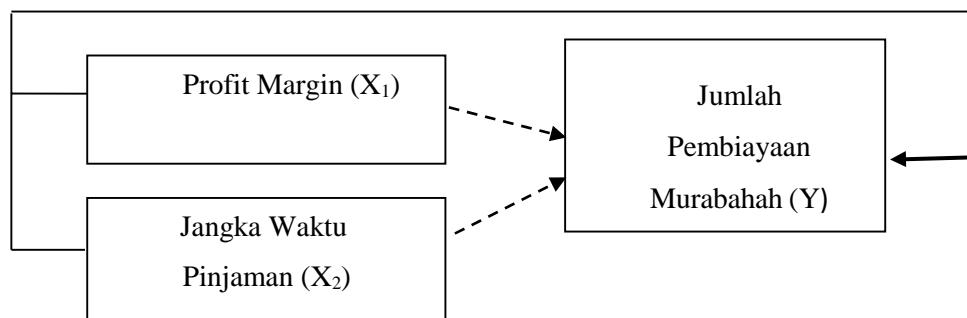 Profit Margin (X₁)
Jangka Waktu
Pinjaman (X₂)
Jumlah
Pembiayaan
Murabahah (Y)